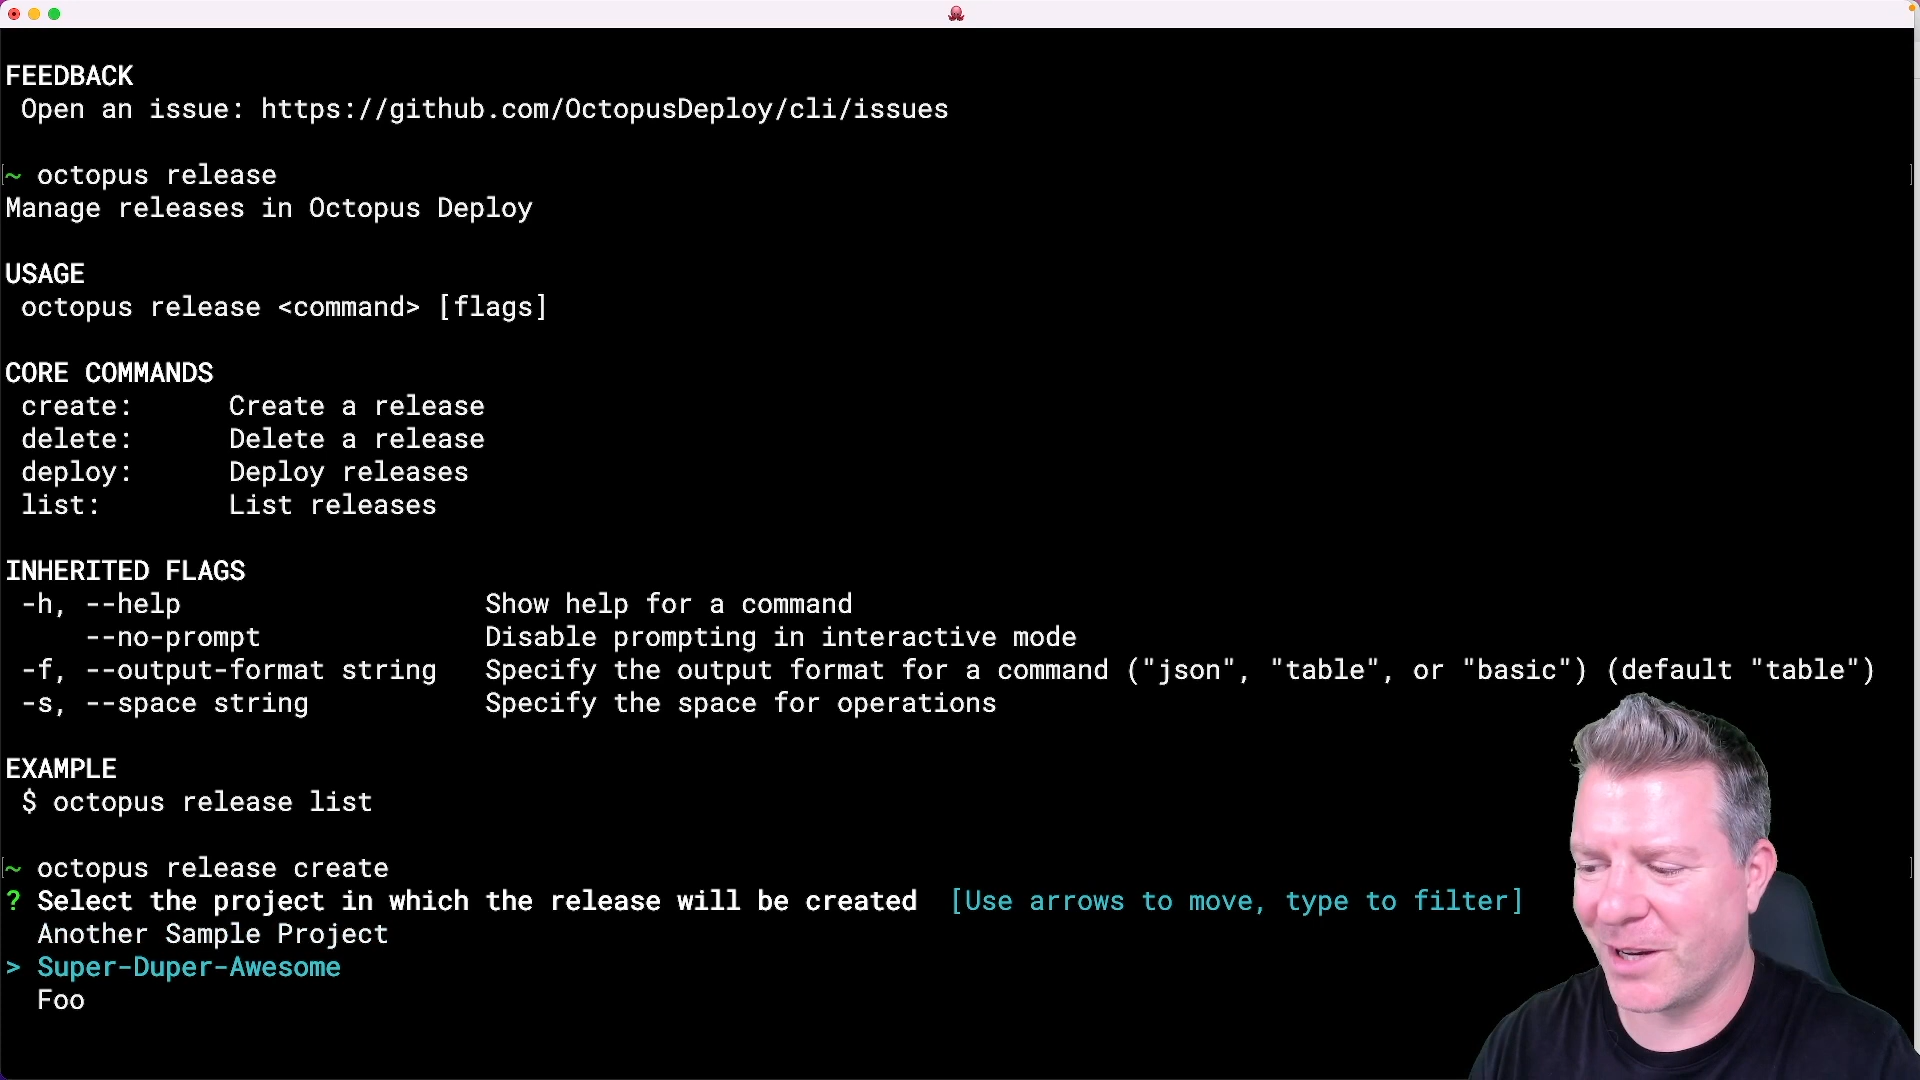 FEEDBACK
Open an issue: https://github.com/OctopusDeploy/cli/issues
~ octopus release
Manage releases in Octopus Deploy
USAGE
octopus release <command> [flags]
CORE COMMANDS
create: Create a release
delete: Delete a release
deploy: Deploy releases
list: List releases
INHERITED FLAGS
-h, --help Show help for a command
--no-prompt Disable prompting in interactive mode
-f, --output-format string Specify the output format for a command ("json", "table", or "basic") (default "table")
-s, --space string Specify the space for operations
EXAMPLE
$ octopus release list
~ octopus release create
? Select the project in which the release will be created [Use arrows to move, type to filter]
Another Sample Project
> Super-Duper-Awesome
Foo